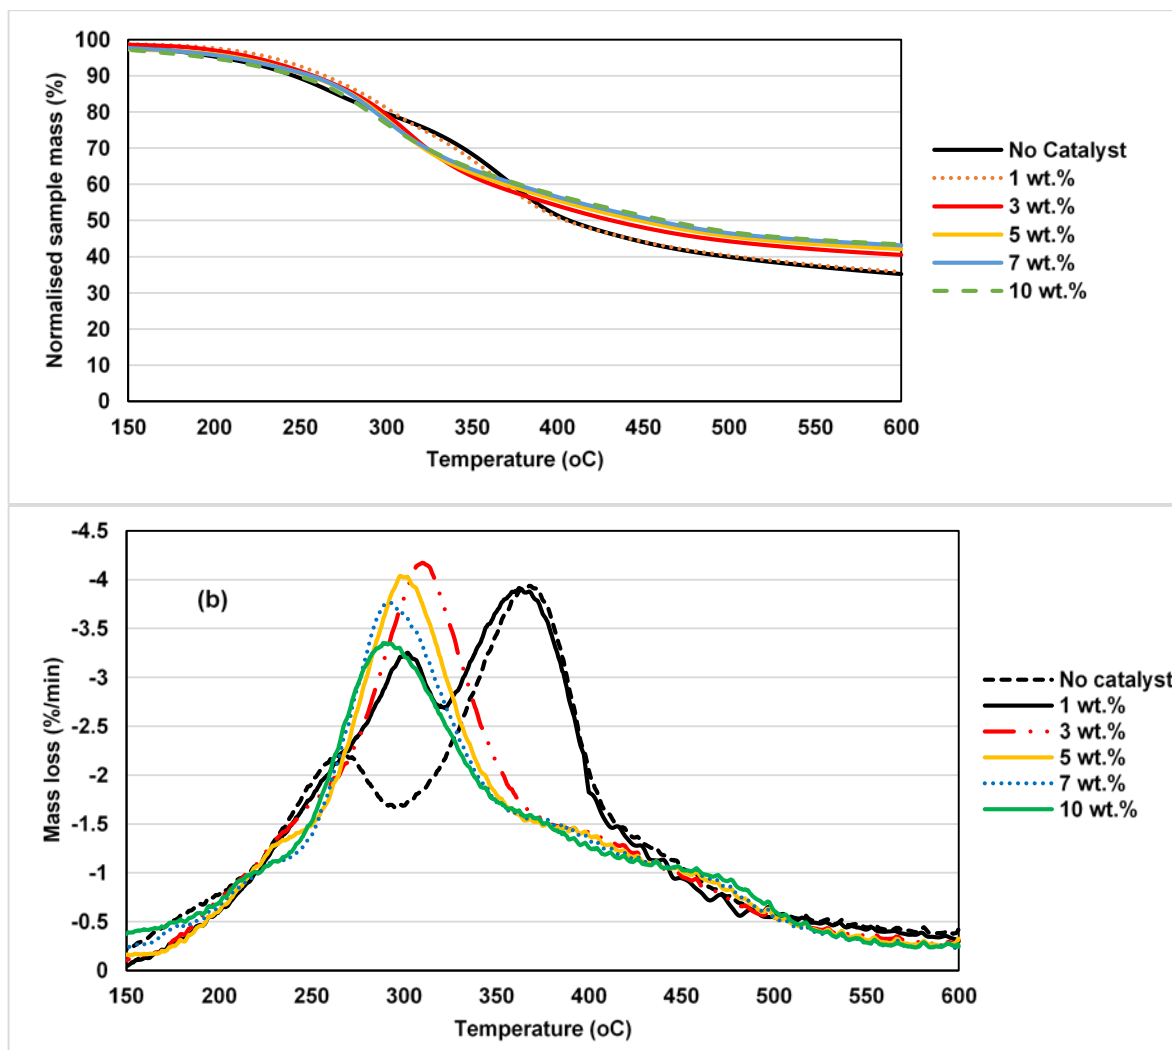 100
90
80
70
60
50
40
30
20
10
0
Normalised sample mass (%)
150 200 250 300 350 400 450 500 550 600
Temperature (oC)
No Catalyst
1 wt.%
3 wt.%
5 wt.%
7 wt.%
10 wt.%
(b)
-4.5
-4
-3.5
-3
-2.5
-2
-1.5
-1
-0.5
0
Mass loss (%/min)
150 200 250 300 350 400 450 500 550 600
Temperature (oC)
No catalyst
1 wt.%
3 wt.%
5 wt.%
7 wt.%
10 wt.%